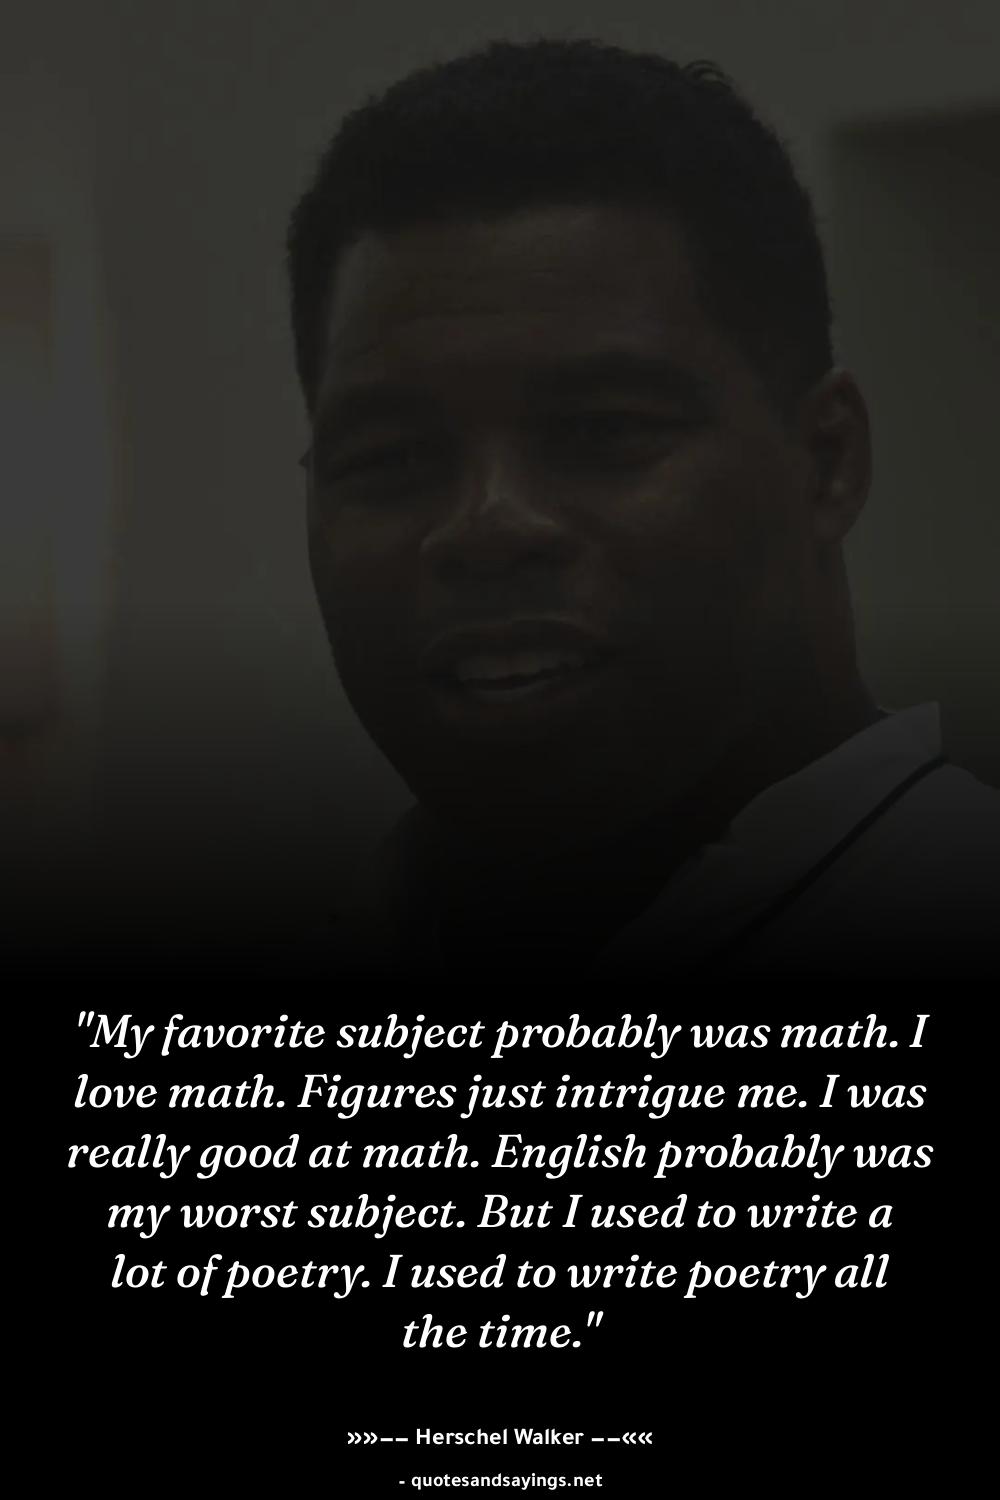 "My favorite subject probably was math. I
love math. Figures just intrigue me. I was
really good at math. English probably was
my worst subject. But I used to write a
lot of poetry. I used to write poetry all
the time."
»»–– Herschel Walker ––««
- quotesandsayings.net